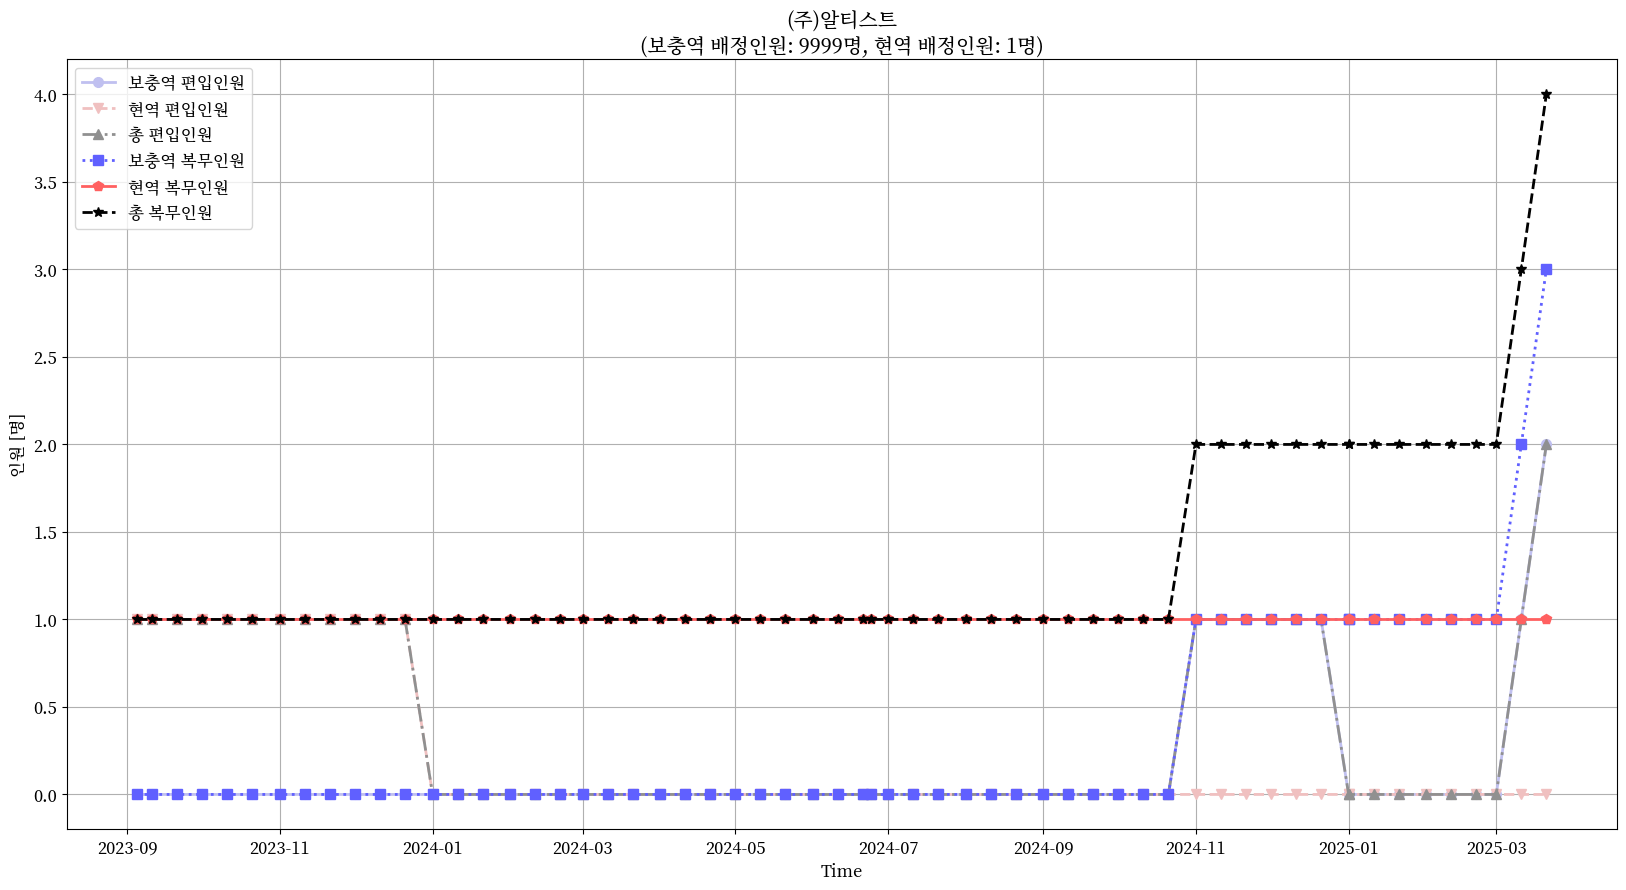 (주)알티스트
(보충역 배정인원: 9999명, 현역 배정인원: 1명)
보충역 편입인원
현역 편입인원
총 편입인원
보충역 복무인원
현역 복무인원
총 복무인원
인원 [명]
4.0
3.5
3.0
2.5
2.0
1.5
1.0
0.5
0.0
2023-09 2023-11 2024-01 2024-03 2024-05 2024-07 2024-09 2024-11 2025-01 2025-03
Time